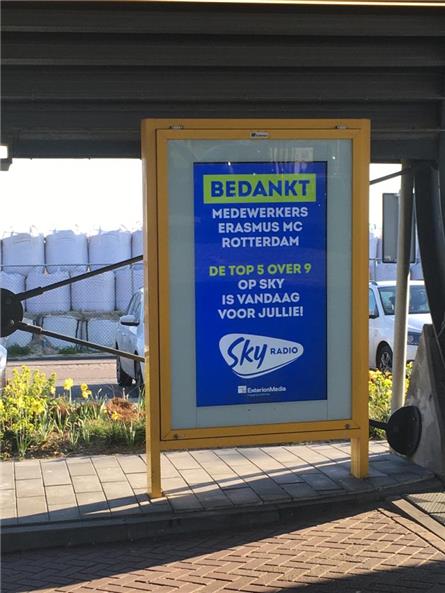 BEDANKT
MEDEWERKERS
ERASMUS MC
ROTTERDAM
DE TOP 5 OVER 9
OP SKY
IS VANDAAG
VOOR JULLIE!
Sky RADIO
ExterionMedia